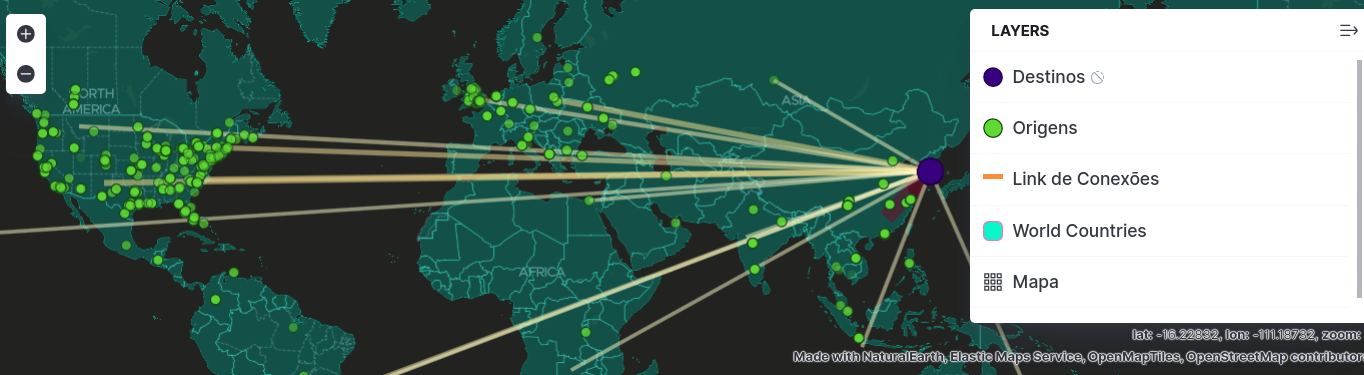 LAYERS
Destinos
Origens
Link de Conexões
World Countries
Mapa
NORTH
AMERICA
ASIA
AFRICA
lat: -16.22832, lon: -111.18732, zoom:
Made with NaturalEarth, Elastic Maps Service, OpenMapTiles, OpenStreetMap contributor